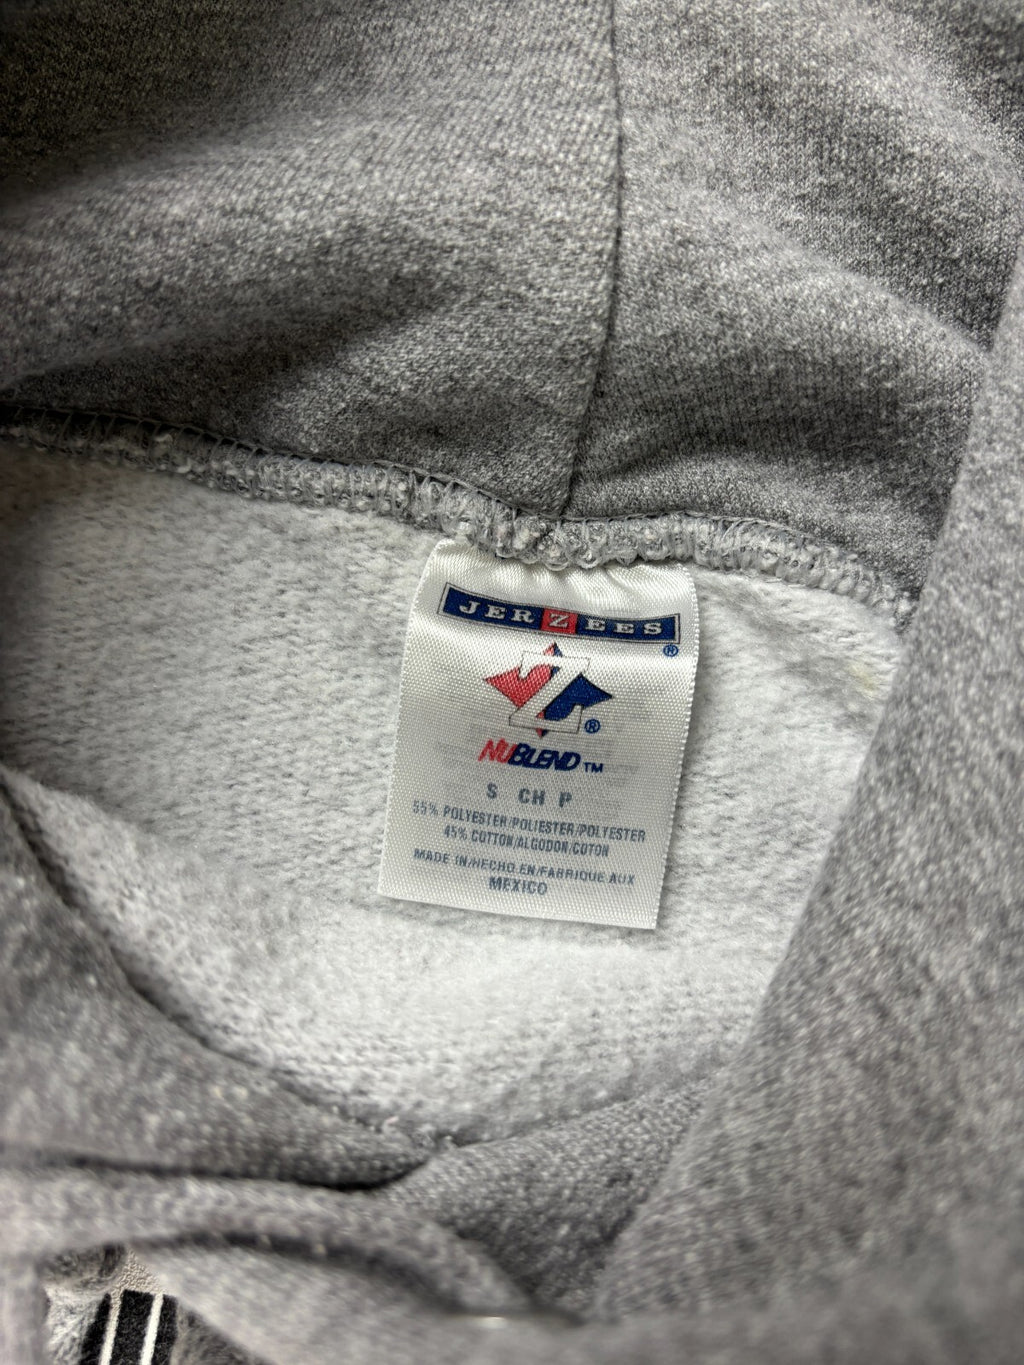 JERZEES®
Z®
NUBLEND™
S CH P
55% POLYESTER/POLIESTER/POLYESTER
45% COTTON/ALGODON/COTON
MADE IN/HECHO EN/FABRIQUE AUX
MEXICO